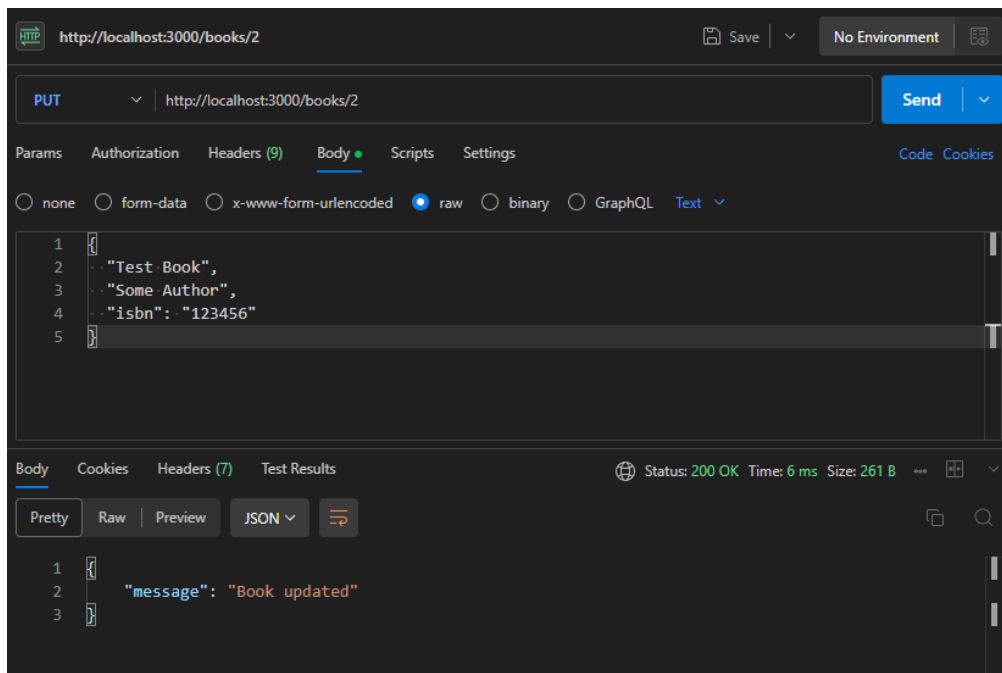 HTTP http://localhost:3000/books/2 Save No Environment
PUT http://localhost:3000/books/2 Send
Params Authorization Headers (9) Body Scripts Settings Code Cookies
none form-data x-www-form-urlencoded raw binary GraphQL Text
1 {
2 "Test Book",
3 "Some Author",
4 "isbn": "123456"
5 }
Body Cookies Headers (7) Test Results Status: 200 OK Time: 6 ms Size: 261 B
Pretty Raw Preview JSON
1 {
2 "message": "Book updated"
3 }